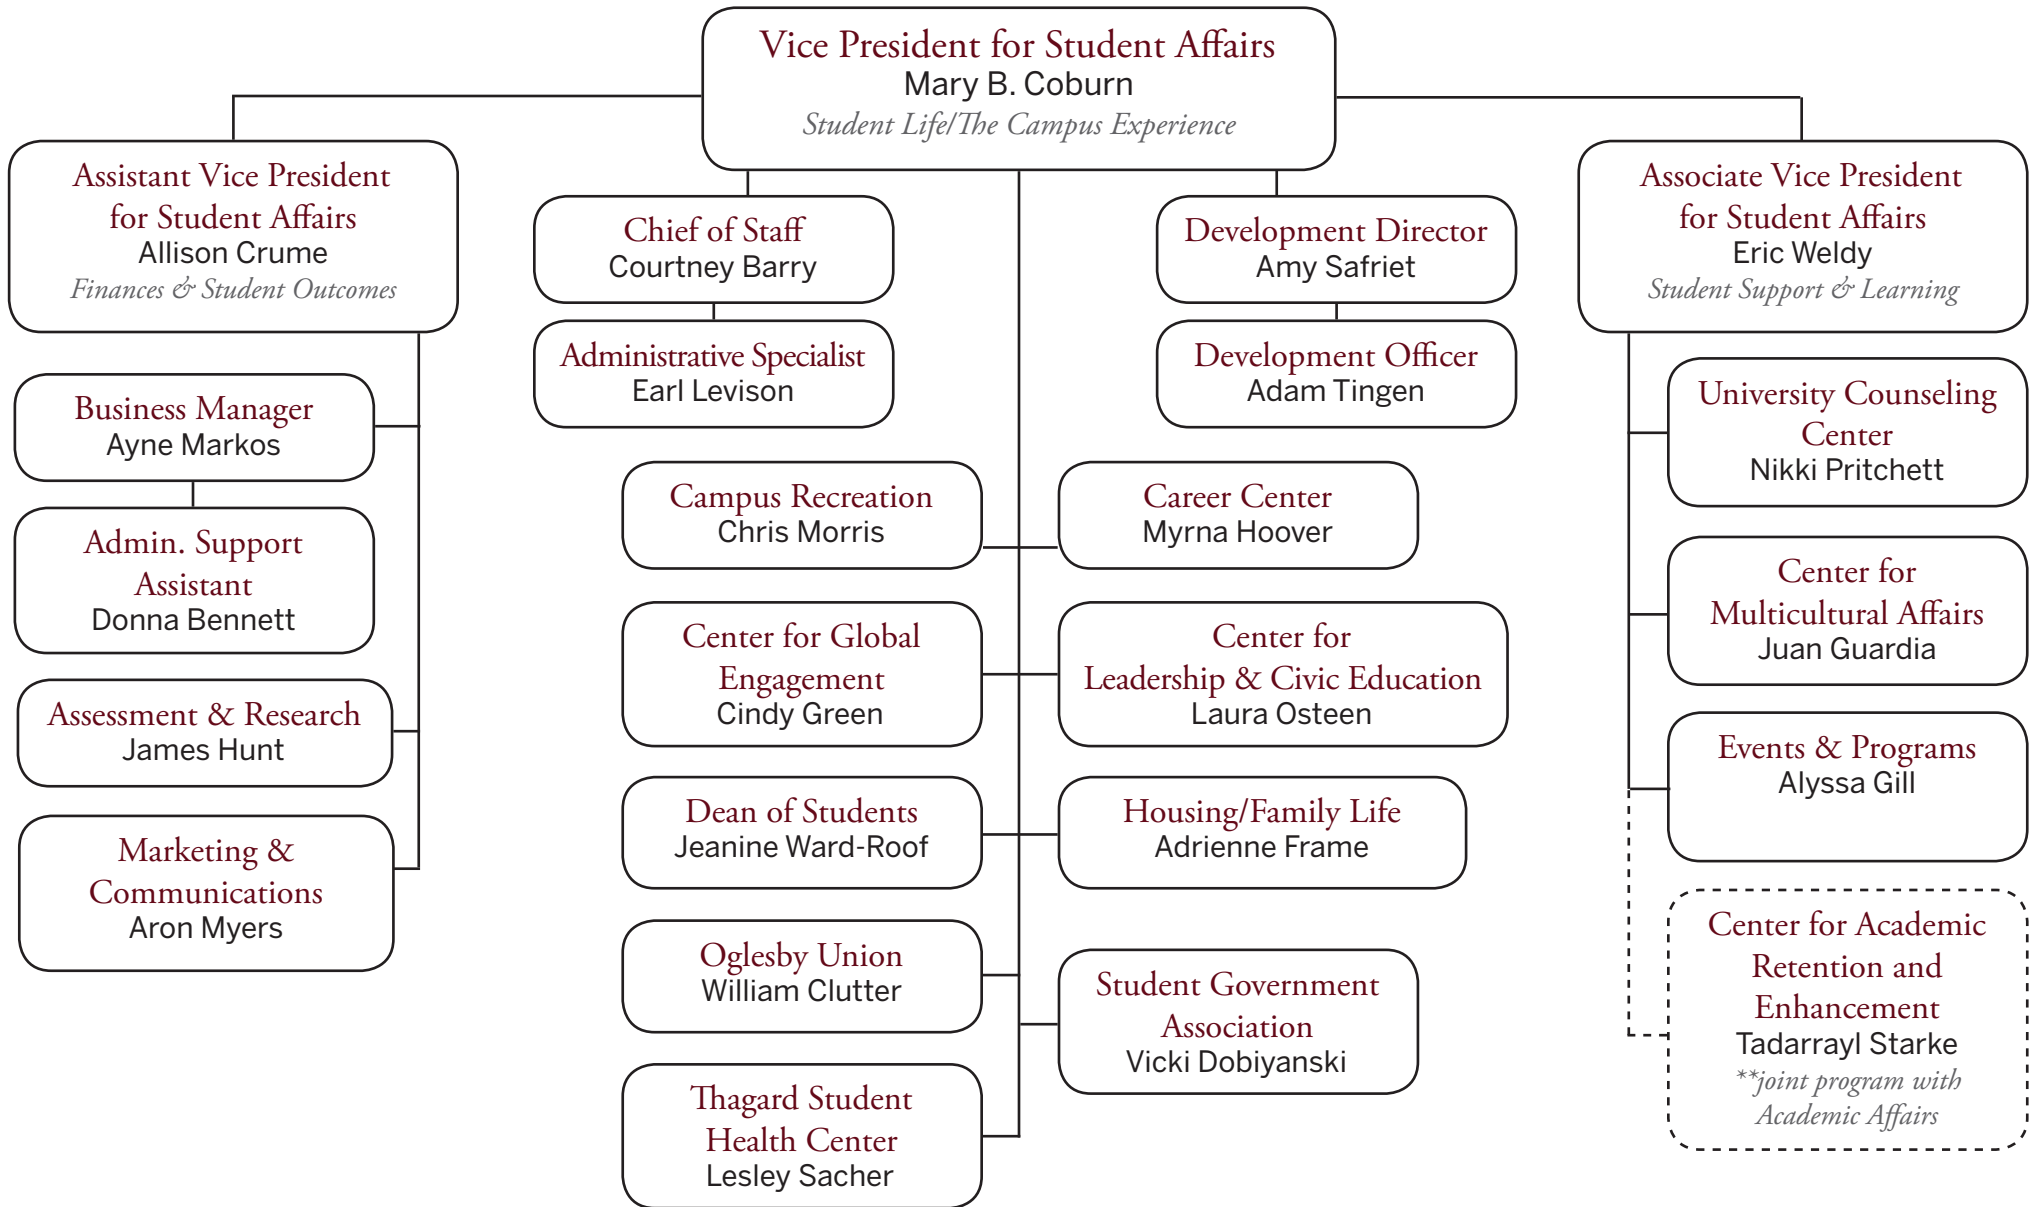 Vice President for Student Affairs
Mary B. Coburn
Student Life/The Campus Experience
Assistant Vice President
for Student Affairs
Allison Crume
Finances & Student Outcomes
Business Manager
Ayne Markos
Admin. Support
Assistant
Donna Bennett
Assessment & Research
James Hunt
Marketing &
Communications
Aron Myers
Chief of Staff
Courtney Barry
Administrative Specialist
Earl Levison
Development Director
Amy Safriet
Development Officer
Adam Tingen
Campus Recreation
Chris Morris
Career Center
Myrna Hoover
Center for Global
Engagement
Cindy Green
Center for
Leadership & Civic Education
Laura Osteen
Dean of Students
Jeanine Ward-Roof
Housing/Family Life
Adrienne Frame
Oglesby Union
William Clutter
Student Government
Association
Vicki Dobiyanski
Thagard Student
Health Center
Lesley Sacher
Associate Vice President
for Student Affairs
Eric Weldy
Student Support & Learning
University Counseling
Center
Nikki Pritchett
Center for
Multicultural Affairs
Juan Guardia
Events & Programs
Alyssa Gill
Center for Academic
Retention and
Enhancement
Tadarrayl Starke
**joint program with
Academic Affairs